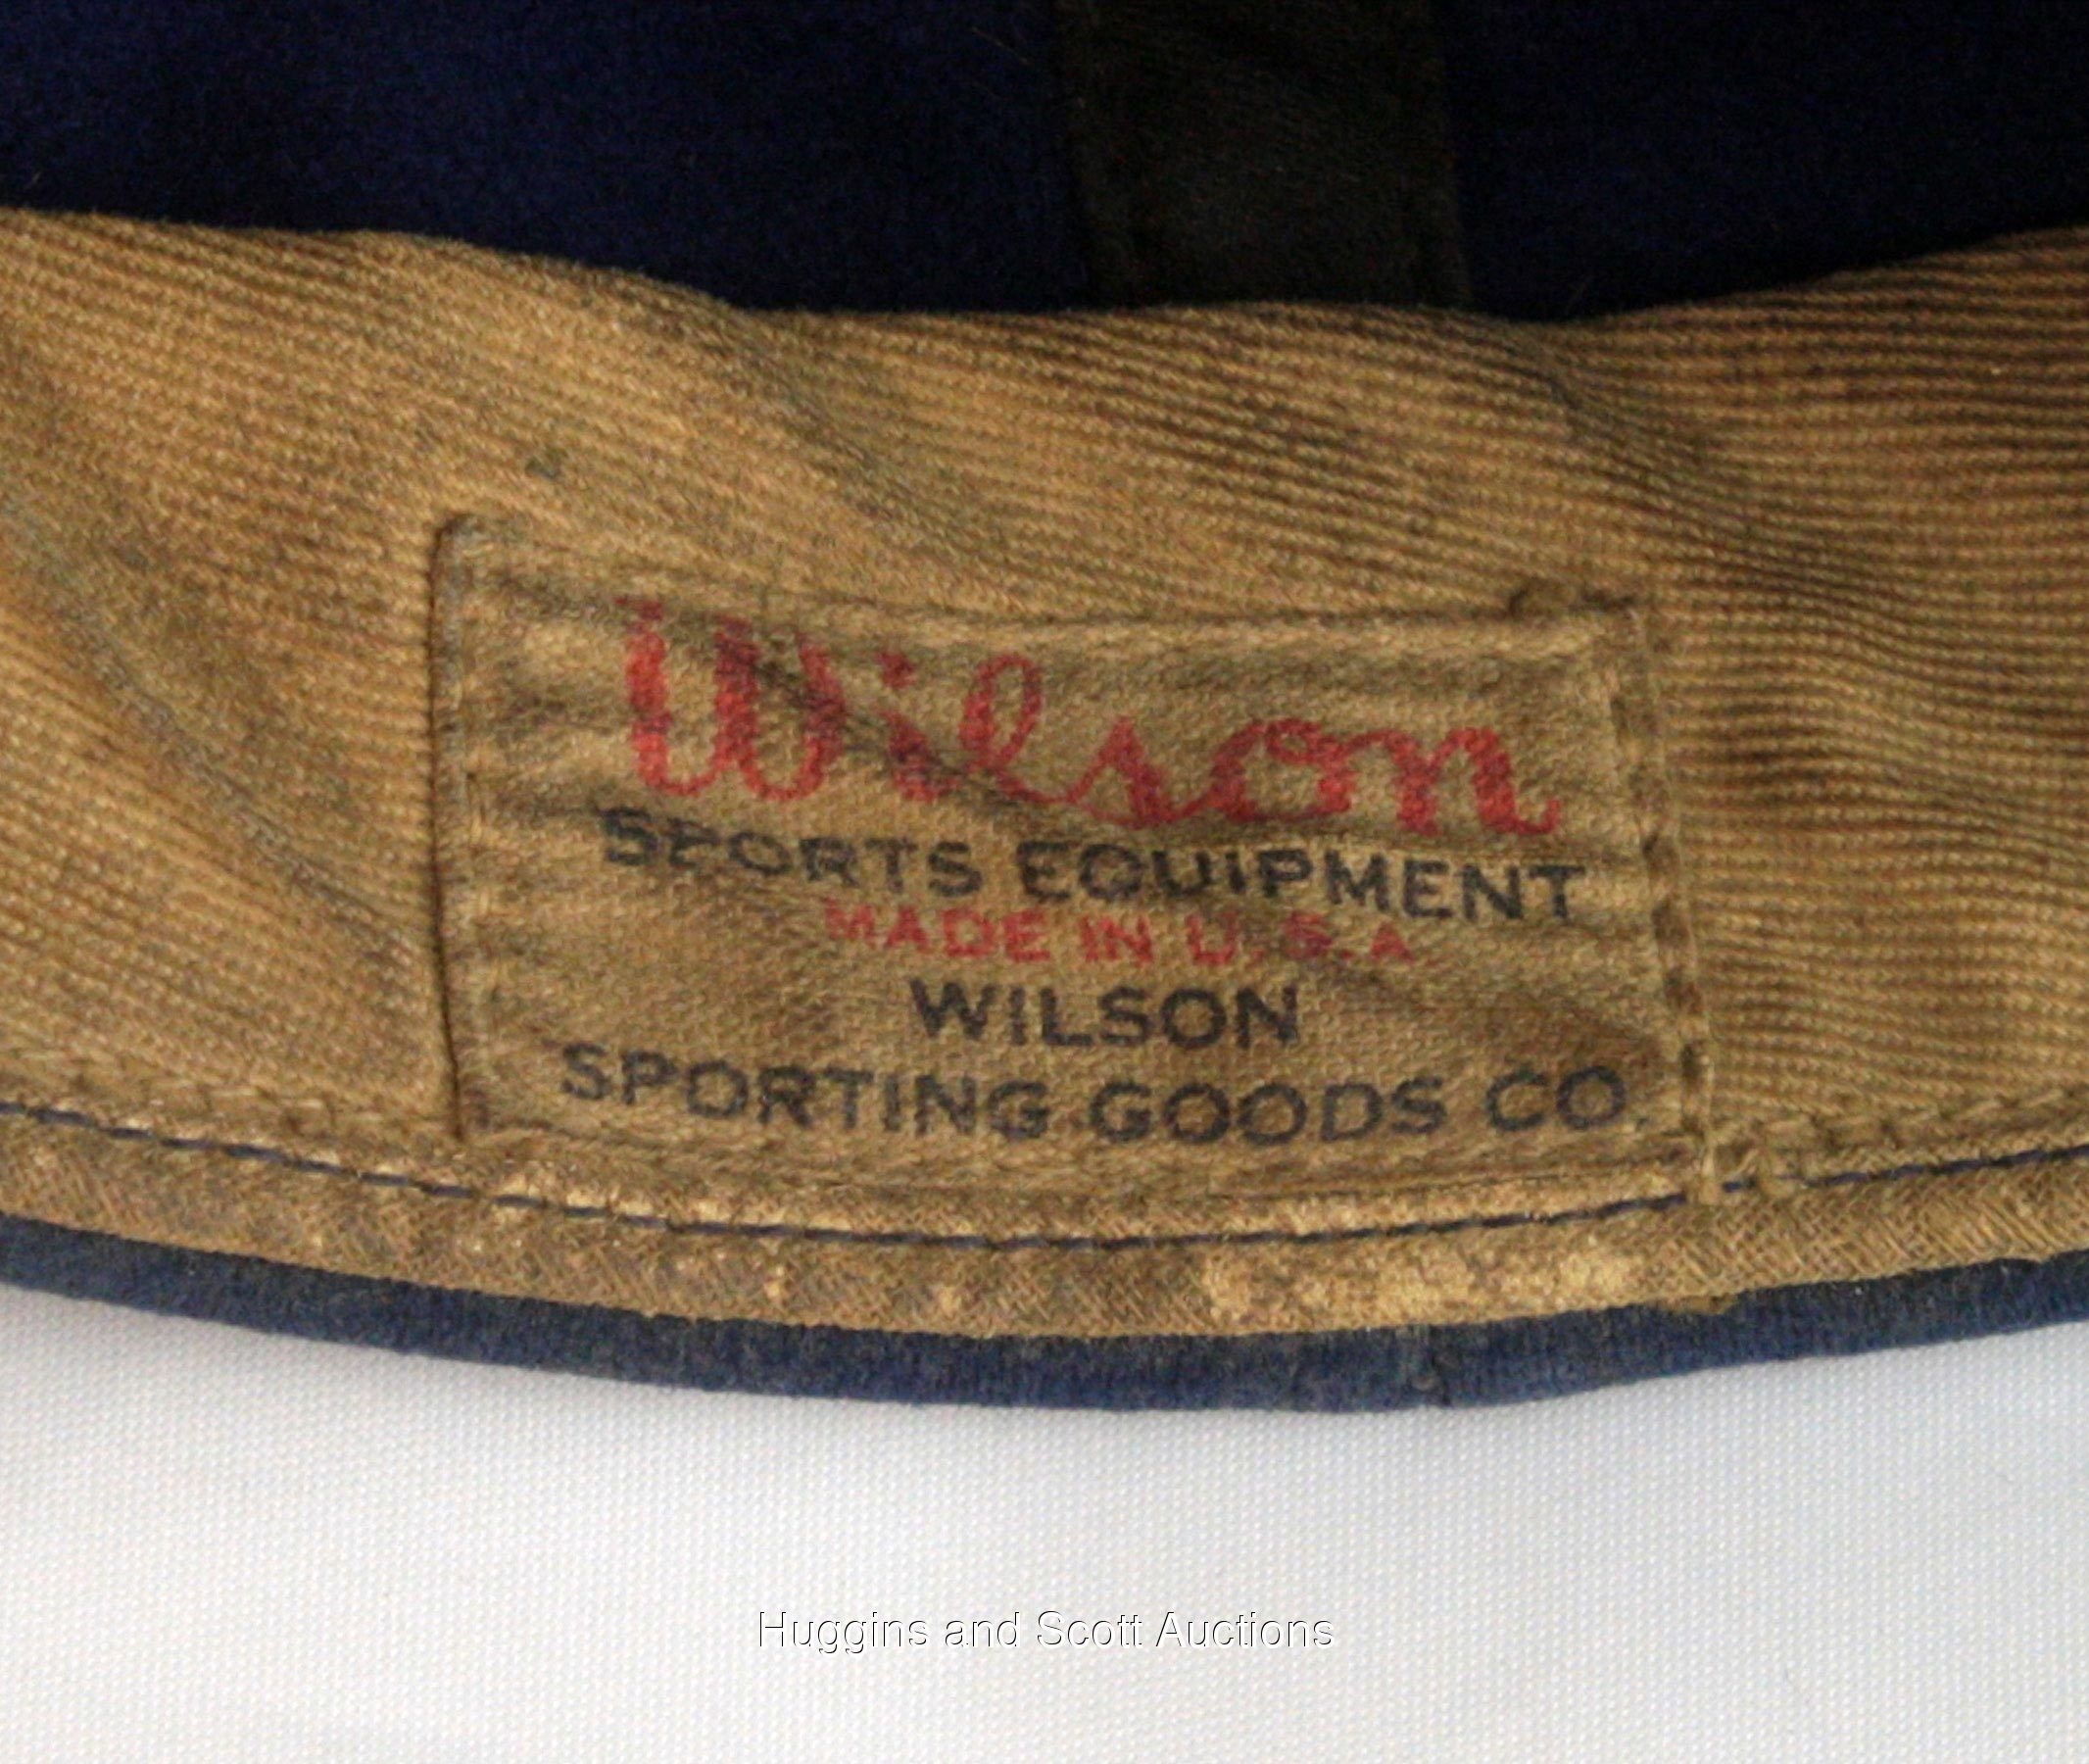 Wilson
SPORTS EQUIPMENT
MADE IN U.S.A.
WILSON
SPORTING GOODS CO.
Huggins and Scott Auctions